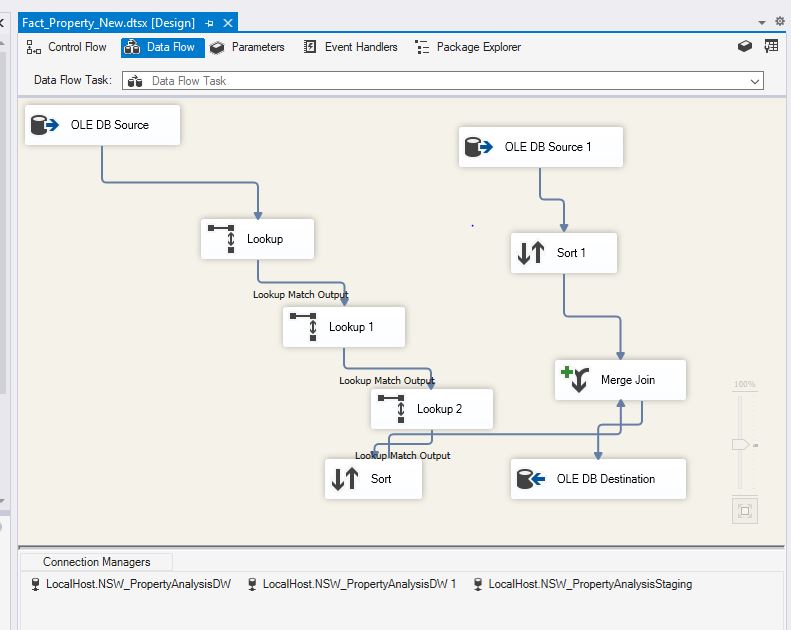 Fact_Property_New.dtsx [Design]
Control Flow
Data Flow
Parameters
Event Handlers
Package Explorer
Data Flow Task:
Data Flow Task
OLE DB Source
OLE DB Source 1
Lookup
Sort 1
Lookup Match Output
Lookup 1
Lookup Match Output
Merge Join
100%
Lookup 2
Lookup Match Output
Sort
OLE DB Destination
Connection Managers
LocalHost.NSW_PropertyAnalysisDW
LocalHost.NSW_PropertyAnalysisDW 1
LocalHost.NSW_PropertyAnalysisStaging